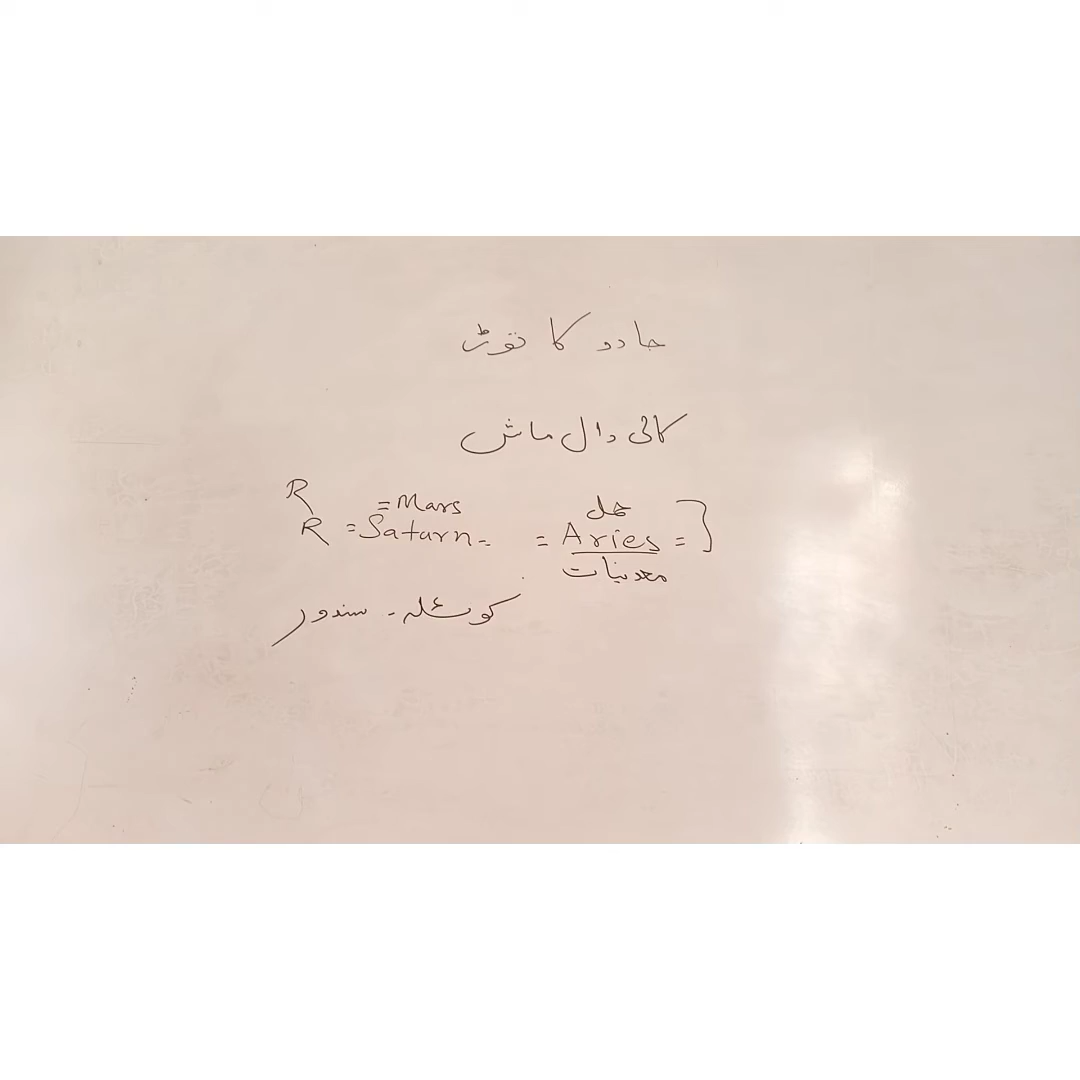 جادو کا توڑ
کالی دال ماش
R = Mars حمل
R = Saturn - = Aries = }
معدنیات
کوئلہ - سندور